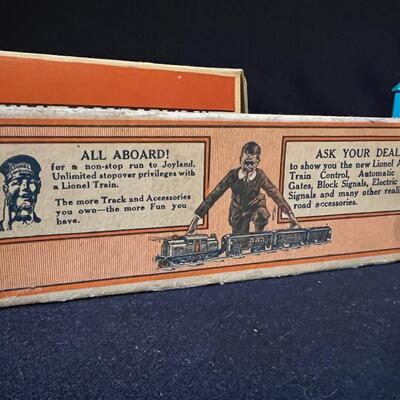 ALL ABOARD!
for a non-stop run to Joyland.
Unlimited stopover privileges with
a Lionel Train.
The more Track and Accessories
you own—the more Fun you
have.
ASK YOUR DEAL
to show you the new Lionel A
Train Control, Automatic
Gates, Block Signals, Electric
Signals and many other reali
road accessories.